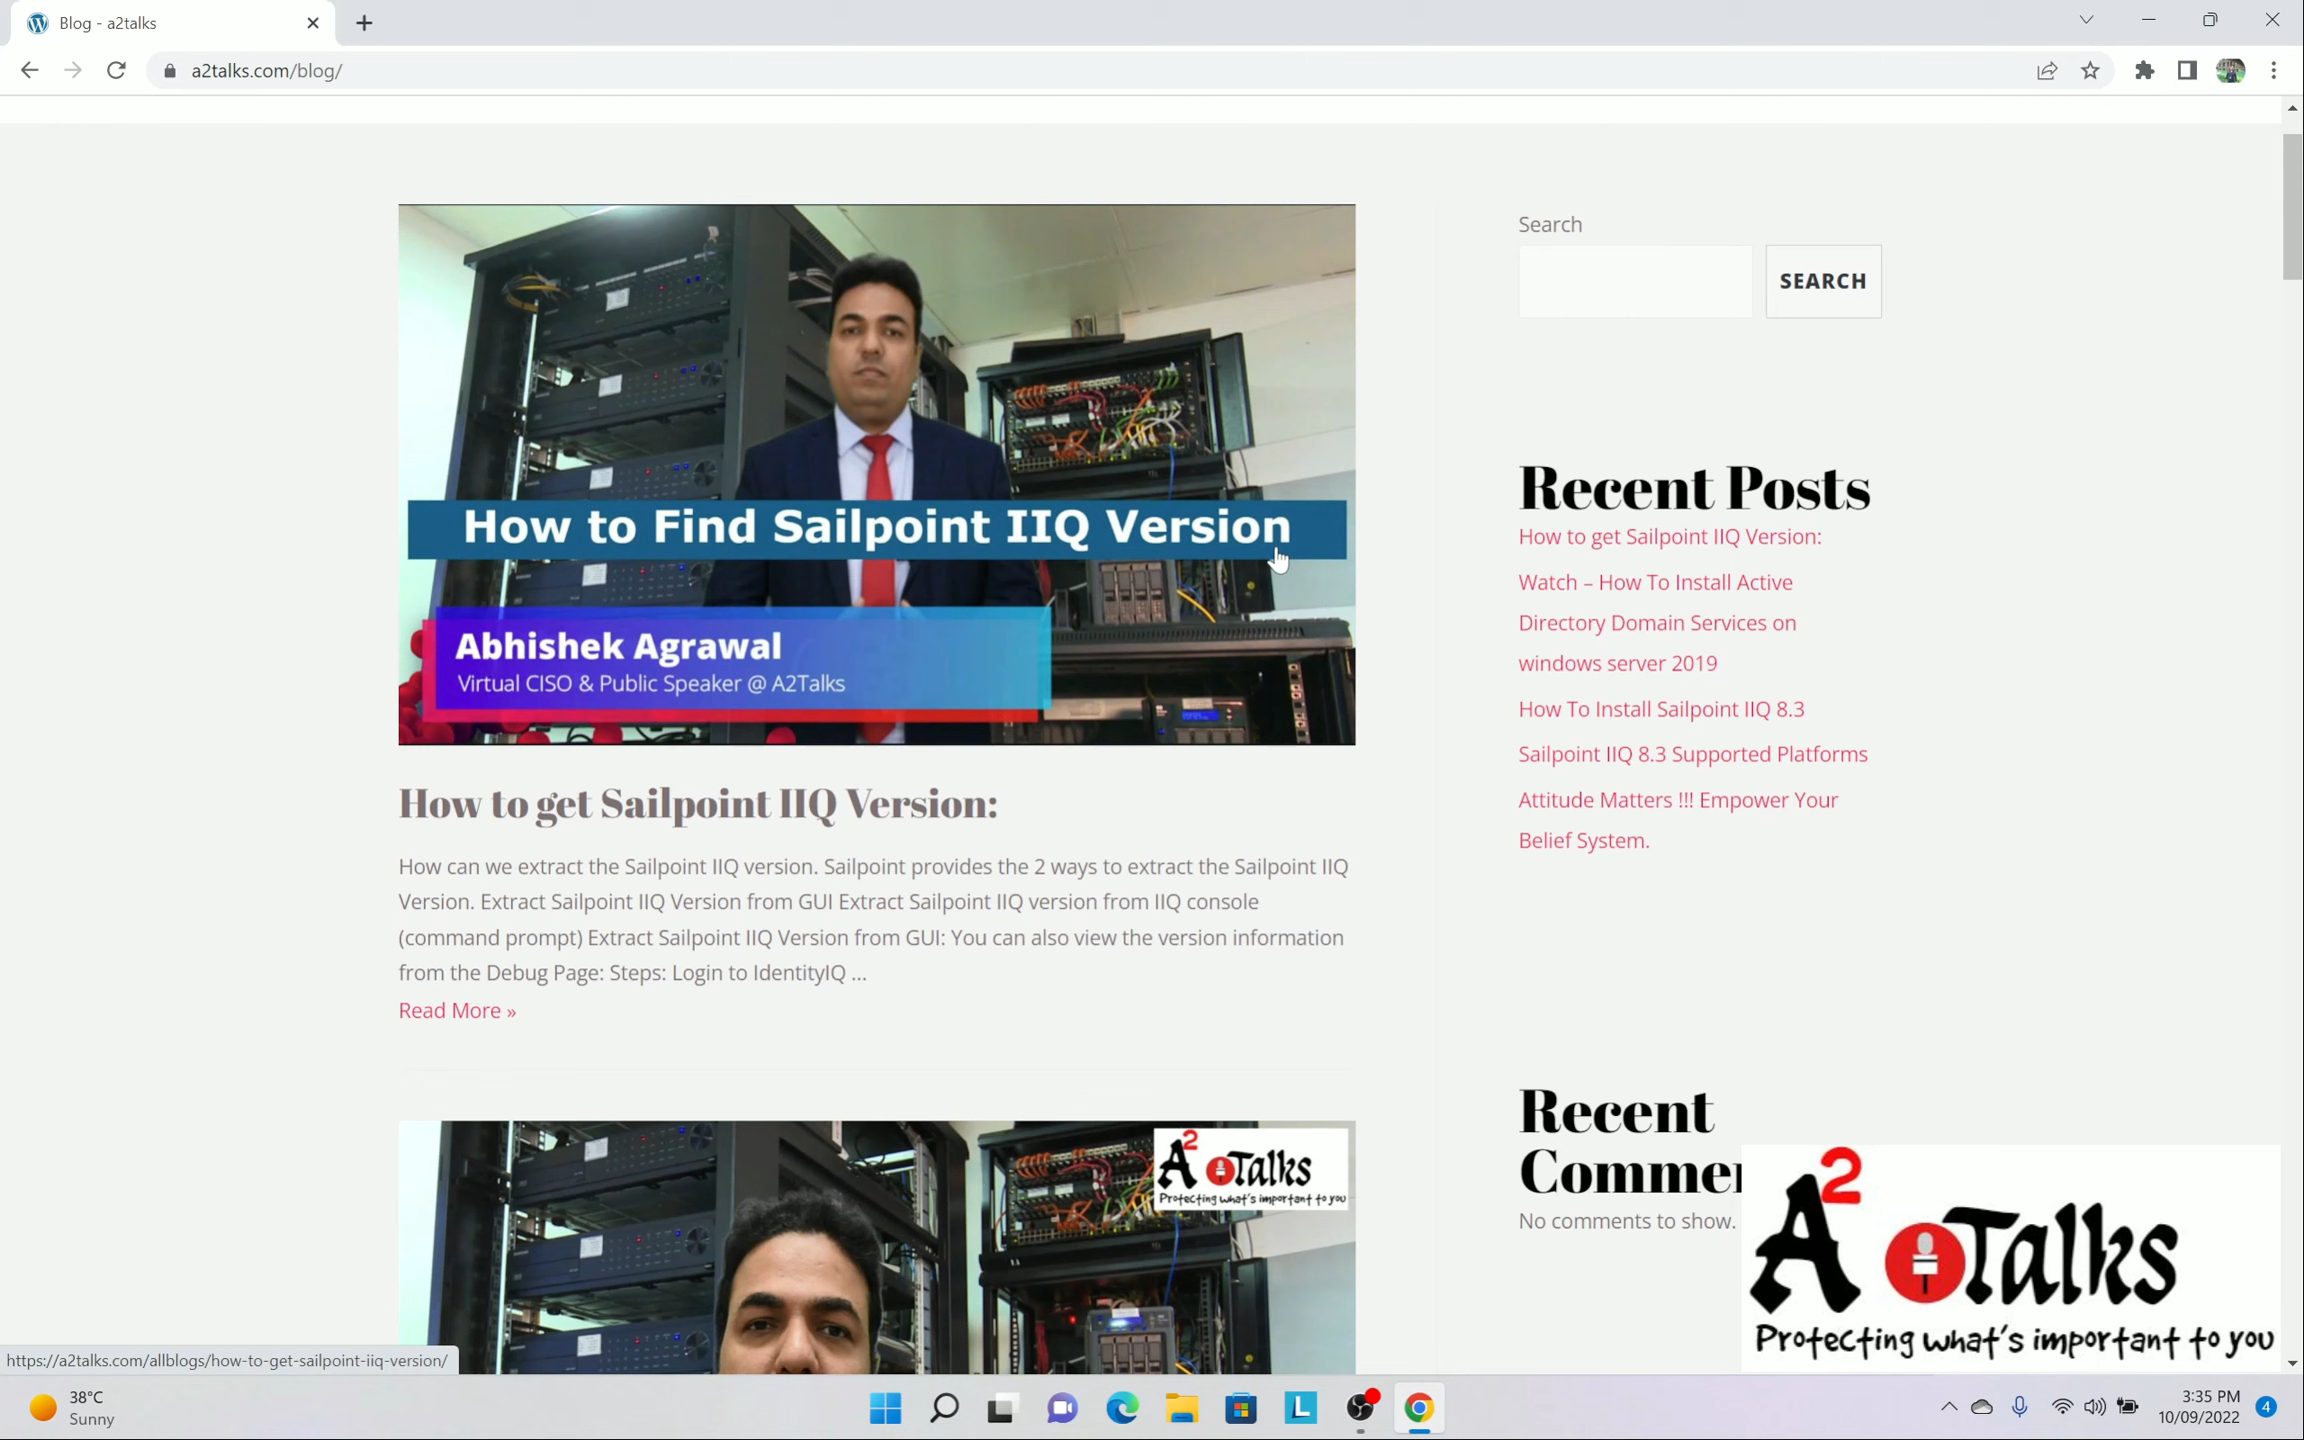 Blog - a2talks
a2talks.com/blog/
How to Find Sailpoint IIQ Version
Abhishek Agrawal
Virtual CISO & Public Speaker @ A2Talks
How to get Sailpoint IIQ Version:
How can we extract the Sailpoint IIQ version. Sailpoint provides the 2 ways to extract the Sailpoint IIQ
Version. Extract Sailpoint IIQ Version from GUI Extract Sailpoint IIQ version from IIQ console
(command prompt) Extract Sailpoint IIQ Version from GUI: You can also view the version information
from the Debug Page: Steps: Login to IdentityIQ ...
Read More »
A2 Talks
Protecting what's important to you
Search
SEARCH
Recent Posts
How to get Sailpoint IIQ Version:
Watch – How To Install Active
Directory Domain Services on
windows server 2019
How To Install Sailpoint IIQ 8.3
Sailpoint IIQ 8.3 Supported Platforms
Attitude Matters !!! Empower Your
Belief System.
Recent
Commer
No comments to show.
A2 Talks
Protecting what's important to you
https://a2talks.com/allblogs/how-to-get-sailpoint-iiq-version/
38°C
Sunny
L
3:35 PM
10/09/2022
4